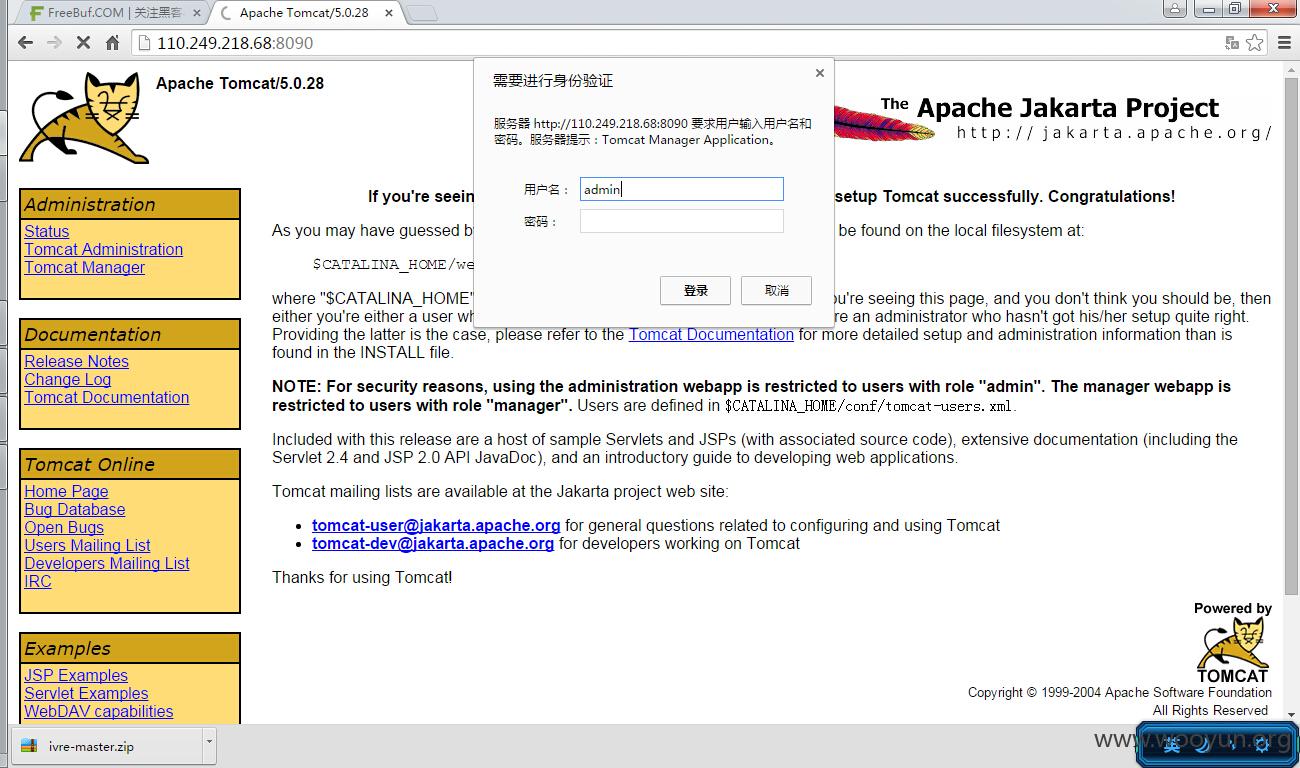 FreeBuf.COM | 关注黑客
Apache Tomcat/5.0.28
110.249.218.68:8090
Apache Tomcat/5.0.28
需要进行身份验证
服务器 http://110.249.218.68:8090 要求用户输入用户名和
密码。服务器提示：Tomcat Manager Application。
用户名：
admin
密码：
登录
取消
The Apache Jakarta Project
http://jakarta.apache.org/
Administration
Status
Tomcat Administration
Tomcat Manager
Documentation
Release Notes
Change Log
Tomcat Documentation
Tomcat Online
Home Page
Bug Database
Open Bugs
Users Mailing List
Developers Mailing List
IRC
Examples
JSP Examples
Servlet Examples
WebDAV capabilities
If you're seein setup Tomcat successfully. Congratulations!
As you may have guessed b be found on the local filesystem at:
$CATALINA_HOME/we
where "$CATALINA_HOME" u're seeing this page, and you don't think you should be, then
either you're either a user wh re an administrator who hasn't got his/her setup quite right.
Providing the latter is the case, please refer to the Tomcat Documentation for more detailed setup and administration information than is
found in the INSTALL file.
NOTE: For security reasons, using the administration webapp is restricted to users with role "admin". The manager webapp is
restricted to users with role "manager". Users are defined in $CATALINA_HOME/conf/tomcat-users.xml.
Included with this release are a host of sample Servlets and JSPs (with associated source code), extensive documentation (including the
Servlet 2.4 and JSP 2.0 API JavaDoc), and an introductory guide to developing web applications.
Tomcat mailing lists are available at the Jakarta project web site:
tomcat-user@jakarta.apache.org for general questions related to configuring and using Tomcat
tomcat-dev@jakarta.apache.org for developers working on Tomcat
Thanks for using Tomcat!
Powered by
TOMCAT
Copyright © 1999-2004 Apache Software Foundation
All Rights Reserved
ivre-master.zip
www.wooyun.org
英